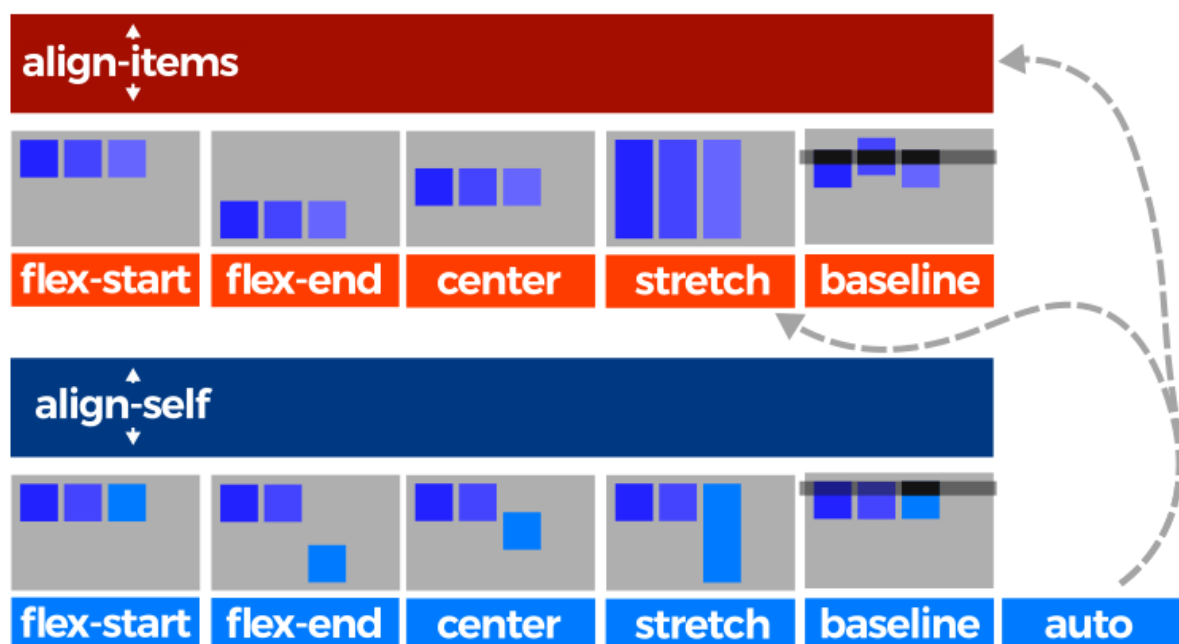 align-items
flex-start flex-end center stretch baseline
align-self
flex-start flex-end center stretch baseline auto